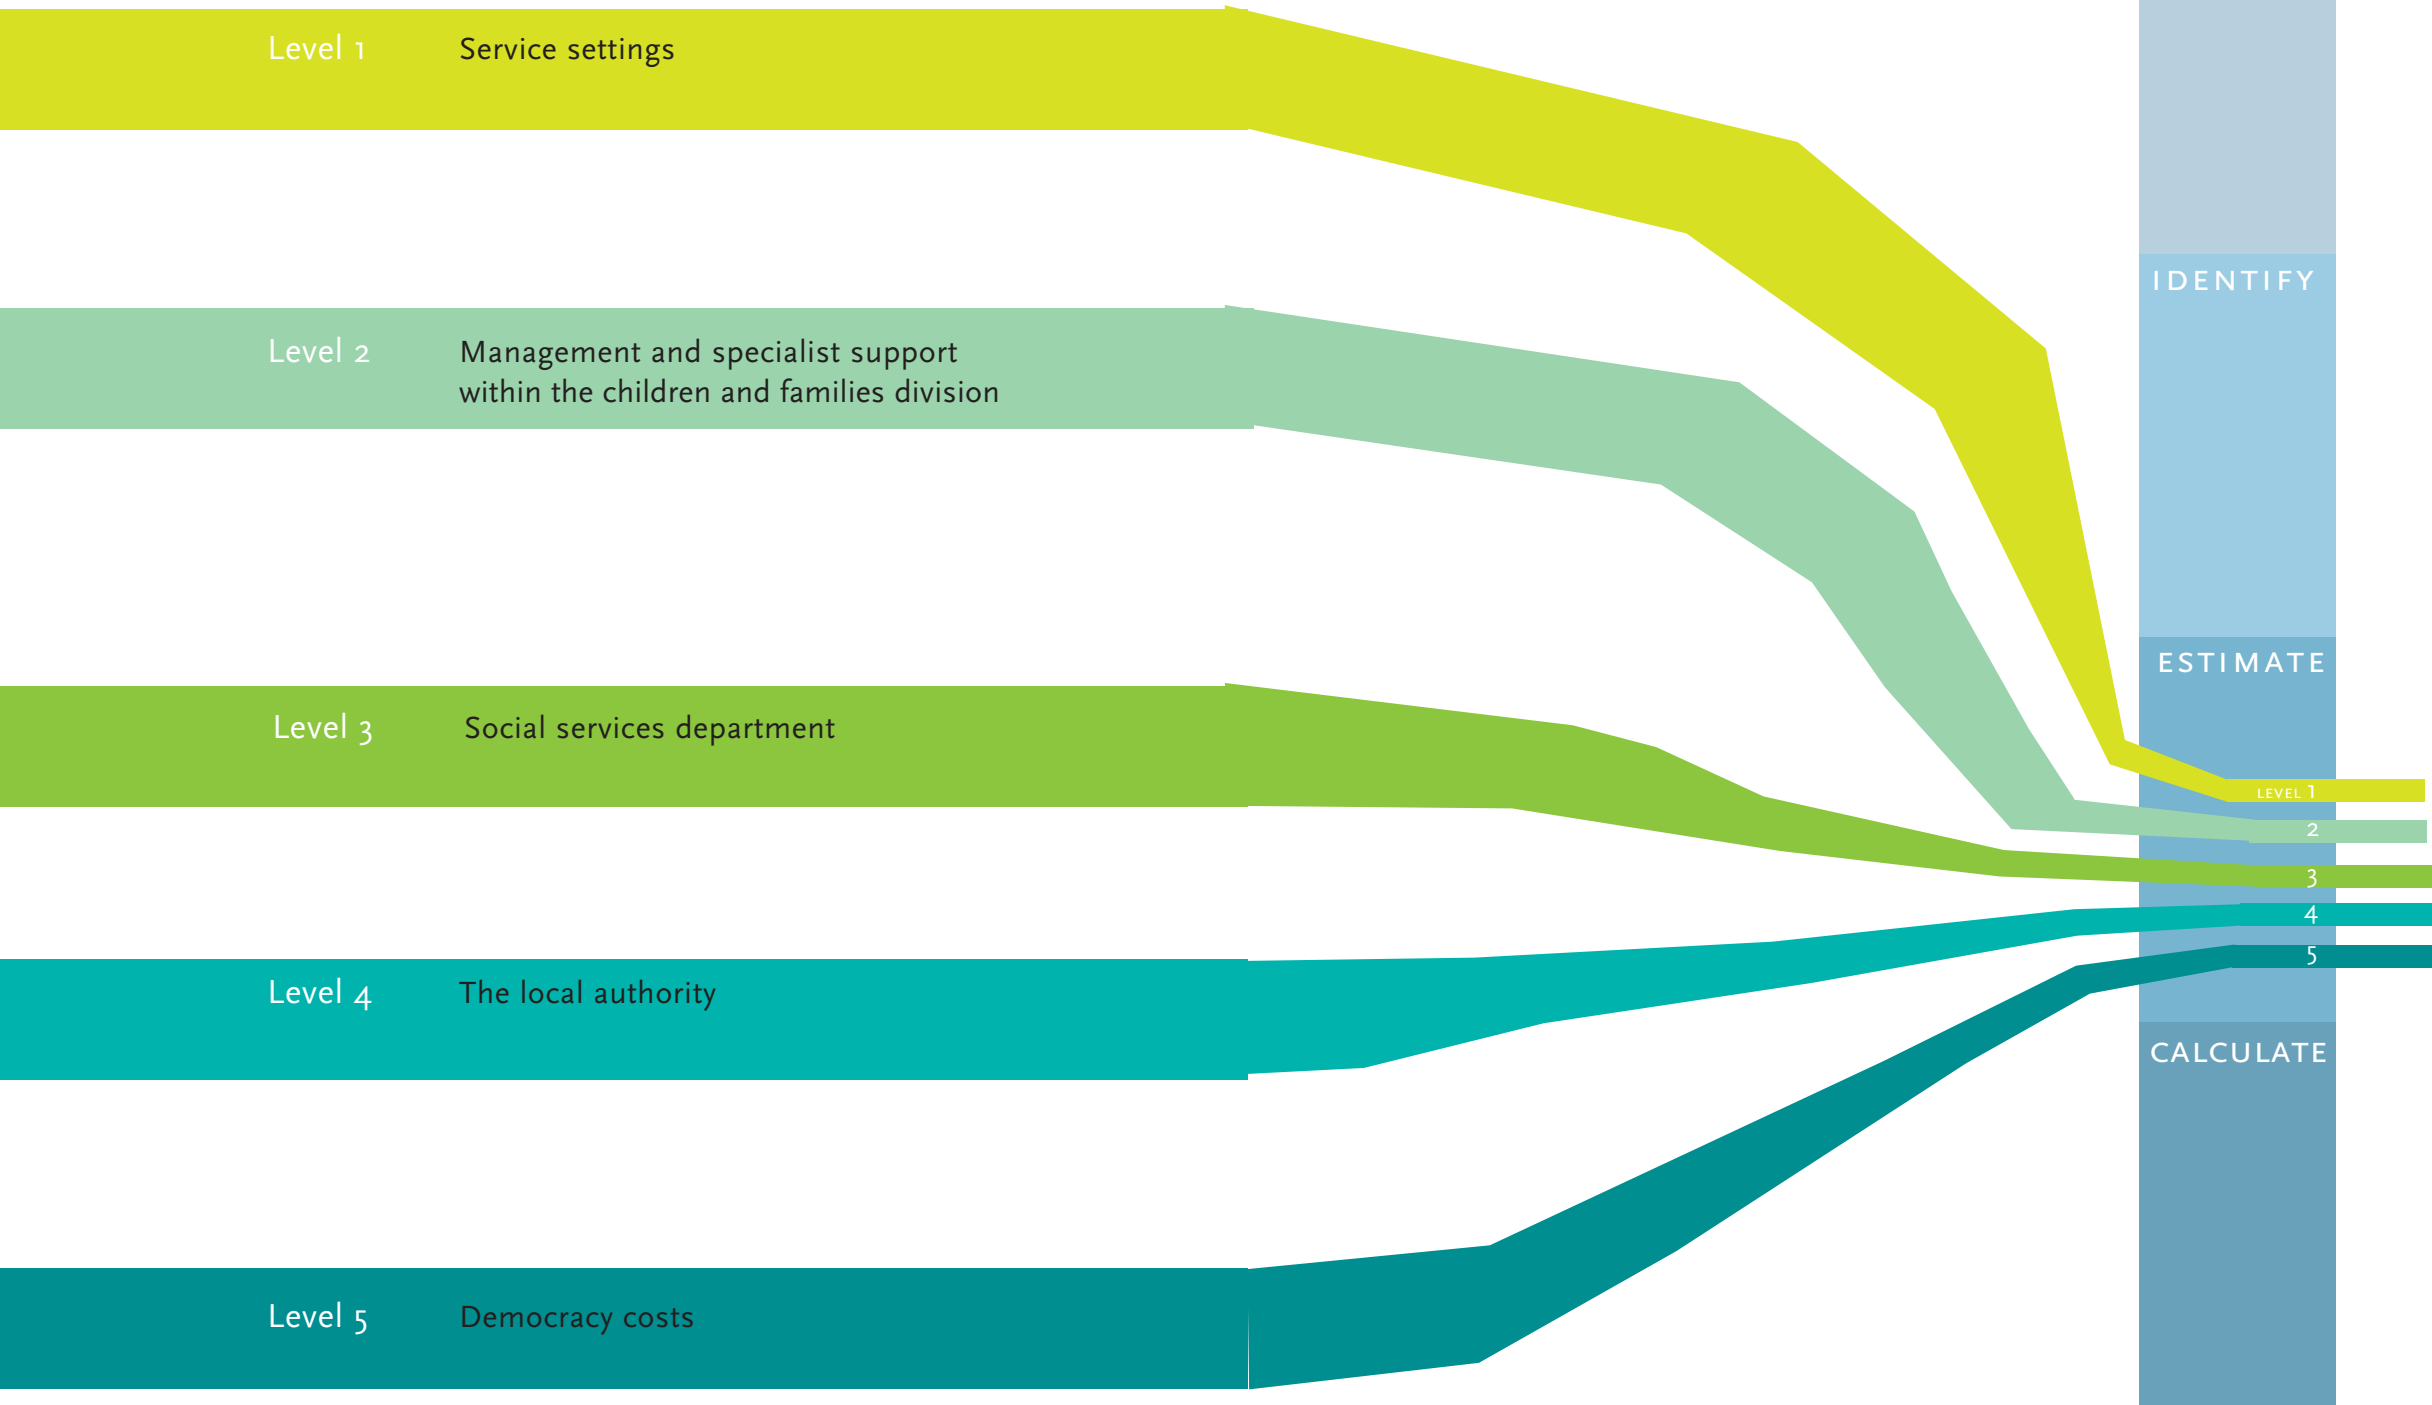 Level 1 Service settings
IDENTIFY
Level 2 Management and specialist support
within the children and families division
ESTIMATE
Level 3 Social services department
LEVEL 1
2
3
4
5
Level 4 The local authority
CALCULATE
Level 5 Democracy costs